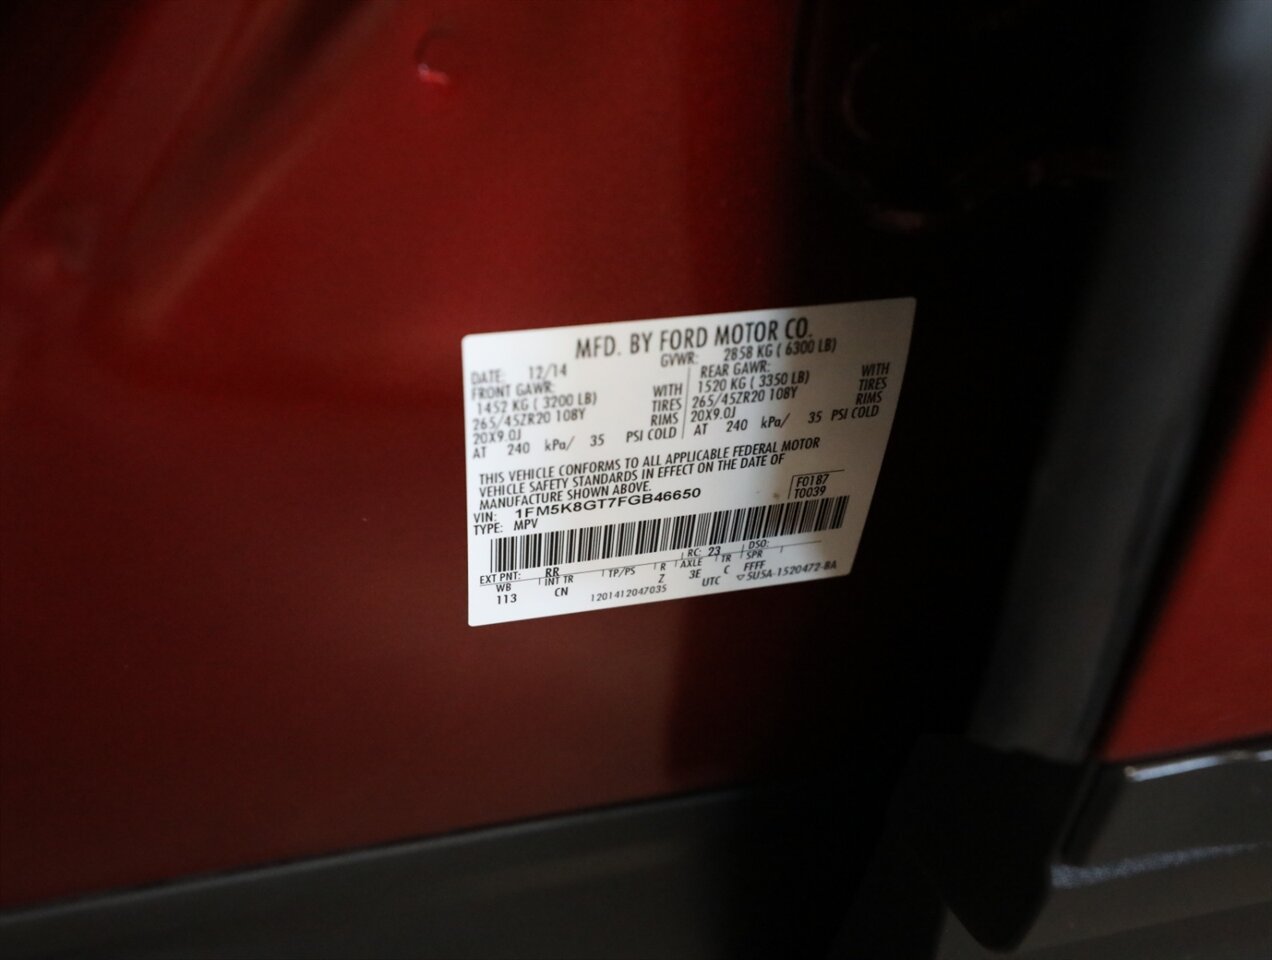 MFD. BY FORD MOTOR CO.
DATE: 12/14 GVWR: 2858 KG ( 6300 LB)
FRONT GAWR: REAR GAWR:
1452 KG ( 3200 LB) WITH 1520 KG ( 3350 LB) WITH
265/45ZR20 108Y TIRES 265/45ZR20 108Y TIRES
20X9.0J RIMS 20X9.0J RIMS
AT 240 kPa/ 35 PSI COLD AT 240 kPa/ 35 PSI COLD
THIS VEHICLE CONFORMS TO ALL APPLICABLE FEDERAL MOTOR
VEHICLE SAFETY STANDARDS IN EFFECT ON THE DATE OF
MANUFACTURE SHOWN ABOVE.
VIN: 1FM5K8GT7FGB46650 F0187
TYPE: MPV T0039
EXT PNT: RR RC: 23 DSO:
WB INT TR TP/PS R AXLE TR SPR
113 CN Z 3E C FFFF
1201412047035 UTC ▽5U5A-1520472-BA